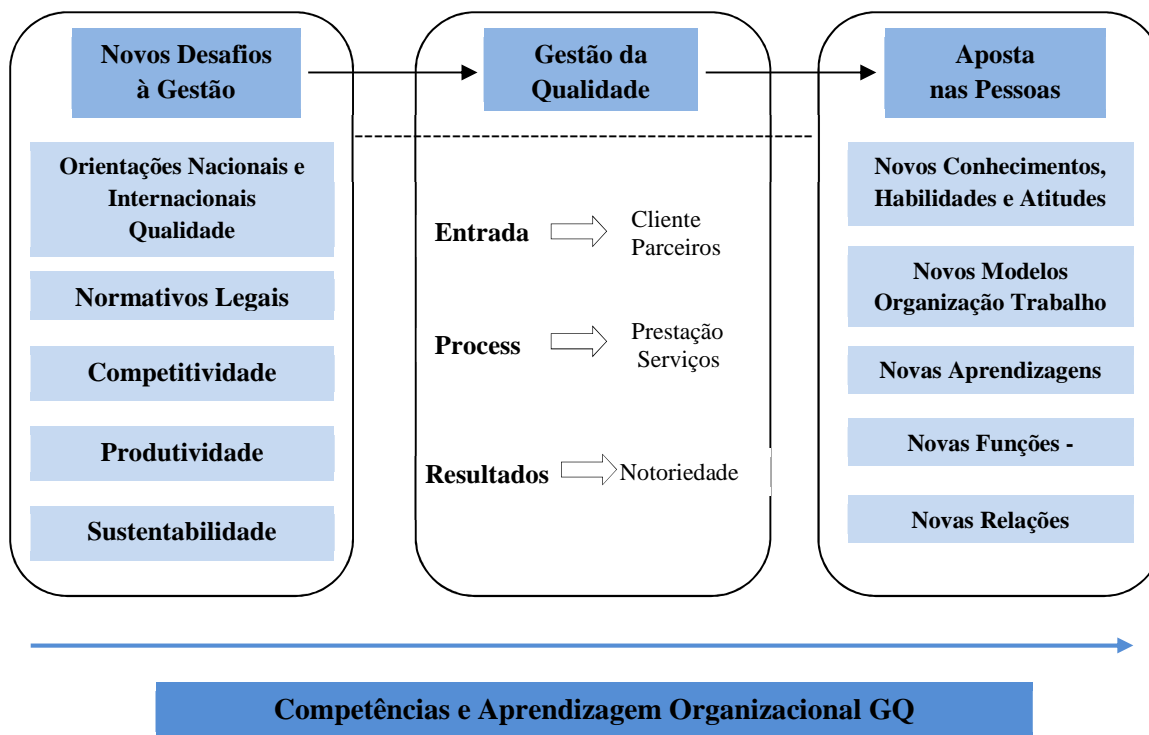 Novos Desafios
à Gestão
Orientações Nacionais e
Internacionais
Qualidade
Normativos Legais
Competitividade
Produtividade
Sustentabilidade
Gestão da
Qualidade
Entrada
Cliente
Parceiros
Process
Prestação
Serviços
Resultados
Notoriedade
Aposta
nas Pessoas
Novos Conhecimentos,
Habilidades e Atitudes
Novos Modelos
Organização Trabalho
Novas Aprendizagens
Novas Funções -
Novas Relações
Competências e Aprendizagem Organizacional GQ